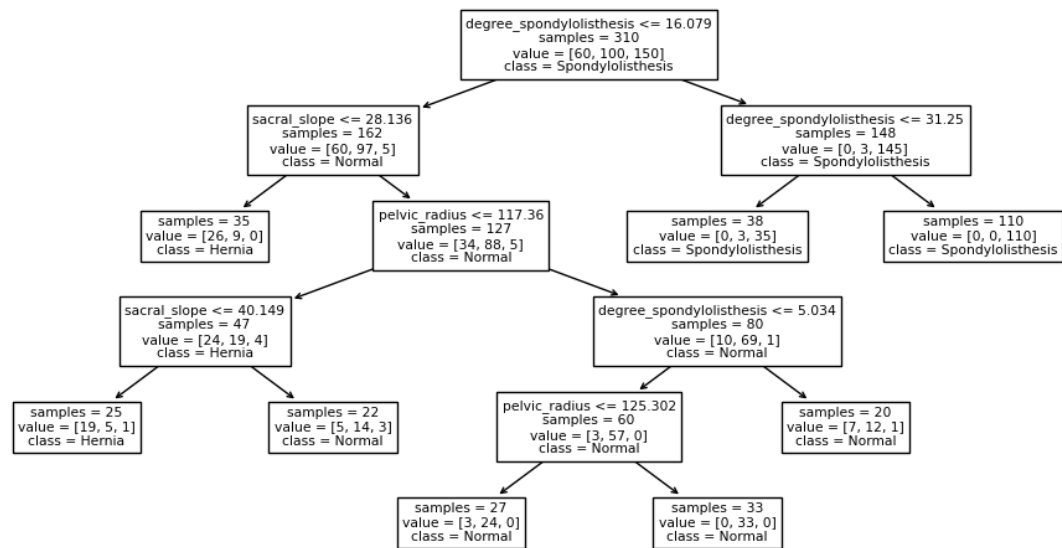 degree_spondylolisthesis <= 16.079
samples = 310
value = [60, 100, 150]
class = Spondylolisthesis
sacral_slope <= 28.136
samples = 162
value = [60, 97, 5]
class = Normal
degree_spondylolisthesis <= 31.25
samples = 148
value = [0, 3, 145]
class = Spondylolisthesis
samples = 35
value = [26, 9, 0]
class = Hernia
pelvic_radius <= 117.36
samples = 127
value = [34, 88, 5]
class = Normal
samples = 38
value = [0, 3, 35]
class = Spondylolisthesis
samples = 110
value = [0, 0, 110]
class = Spondylolisthesis
sacral_slope <= 40.149
samples = 47
value = [24, 19, 4]
class = Hernia
degree_spondylolisthesis <= 5.034
samples = 80
value = [10, 69, 1]
class = Normal
samples = 25
value = [19, 5, 1]
class = Hernia
samples = 22
value = [5, 14, 3]
class = Normal
pelvic_radius <= 125.302
samples = 60
value = [3, 57, 0]
class = Normal
samples = 20
value = [7, 12, 1]
class = Normal
samples = 27
value = [3, 24, 0]
class = Normal
samples = 33
value = [0, 33, 0]
class = Normal